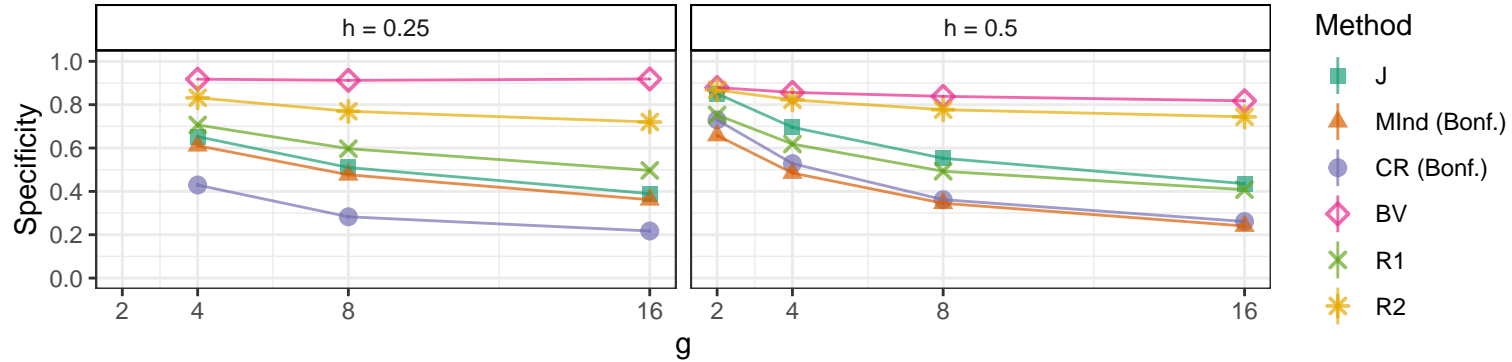 h = 0.25
h = 0.5
Method
J
MInd (Bonf.)
CR (Bonf.)
BV
R1
R2
Specificity
1.0
0.8
0.6
0.4
0.2
0.0
2 4 8 16
2 4 8 16
g